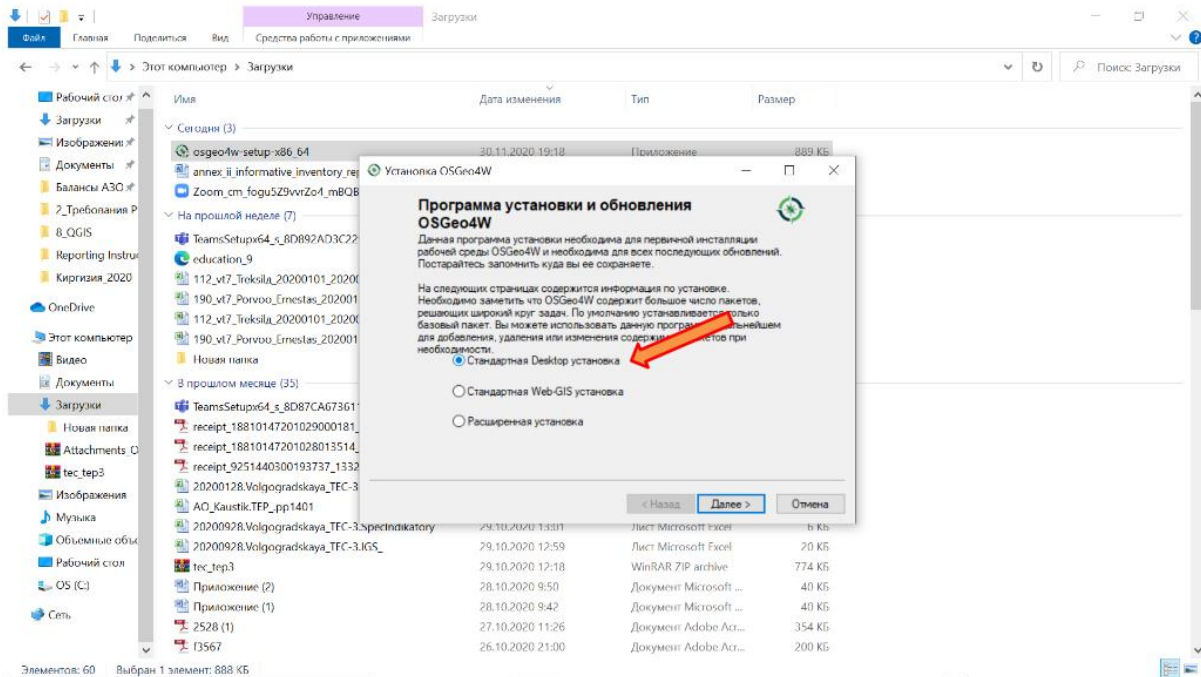 Управление
Загрузки
Файл
Главная
Поделиться
Вид
Средства работы с приложениями
Этот компьютер > Загрузки
Поиск: Загрузки
Имя
Дата изменения
Тип
Размер
Рабочий стол
Загрузки
Изображения
Документы
Балансы АЗО
2_Требования Р
8_QGIS
Reporting Instru
Киргизия_2020
OneDrive
Этот компьютер
Видео
Документы
Загрузки
Новая папка
Attachments_O
tec_tep3
Изображения
Музыка
Объемные объ
Рабочий стол
OS (C:)
Сеть
Сегодня (3)
osgeo4w-setup-x86_64
30.11.2020 19:18
Приложение
889 КБ
annex_ii_informative_inventory_rep
Zoom_cm_fogu5Z9vvrZo4_mBQB
На прошлой неделе (7)
TeamsSetupx64_s_8D892AD3C22
education_9
112_vt7_Treksila_20200101_20200
190_vt7_Porvoo_Ernestas_202001
112_vt7_Treksila_20200101_20200
190_vt7_Porvoo_Ernestas_202001
Новая папка
В прошлом месяце (35)
TeamsSetupx64_s_8D87CA67361
receipt_18810147201029000181_
receipt_18810147201028013514_
receipt_9251440300193737_1332
20200128.Volgogradskaya_TEC-3
AO_Kaustik.TEP_.pp1401
20200928.Volgogradskaya_TEC-3.SpecIndikatory
29.10.2020 13:01
Лист Microsoft Excel
6 КБ
20200928.Volgogradskaya_TEC-3.IGS_
29.10.2020 12:59
Лист Microsoft Excel
20 КБ
tec_tep3
29.10.2020 12:18
WinRAR ZIP archive
774 КБ
Приложение (2)
28.10.2020 9:50
Документ Microsoft ...
40 КБ
Приложение (1)
28.10.2020 9:42
Документ Microsoft ...
40 КБ
2528 (1)
27.10.2020 11:26
Документ Adobe Acr...
354 КБ
f3567
26.10.2020 21:00
Документ Adobe Acr...
200 КБ
Установка OSGeo4W
Программа установки и обновления
OSGeo4W
Данная программа установки необходима для первичной инсталляции
рабочей среды OSGeo4W и необходима для всех последующих обновлений.
Постарайтесь запомнить куда вы ее сохраняете.
На следующих страницах содержится информация по установке.
Необходимо заметить что OSGeo4W содержит большое число пакетов,
решающих широкий круг задач. По умолчанию устанавливается только
базовый пакет. Вы можете использовать данную програм
для добавления, удаления или изменения содержим
при
необходимости.
Стандартная Desktop установка
Стандартная Web-GIS установка
Расширенная установка
< Назад
Далее >
Отмена
Элементов: 60
Выбран 1 элемент: 888 КБ